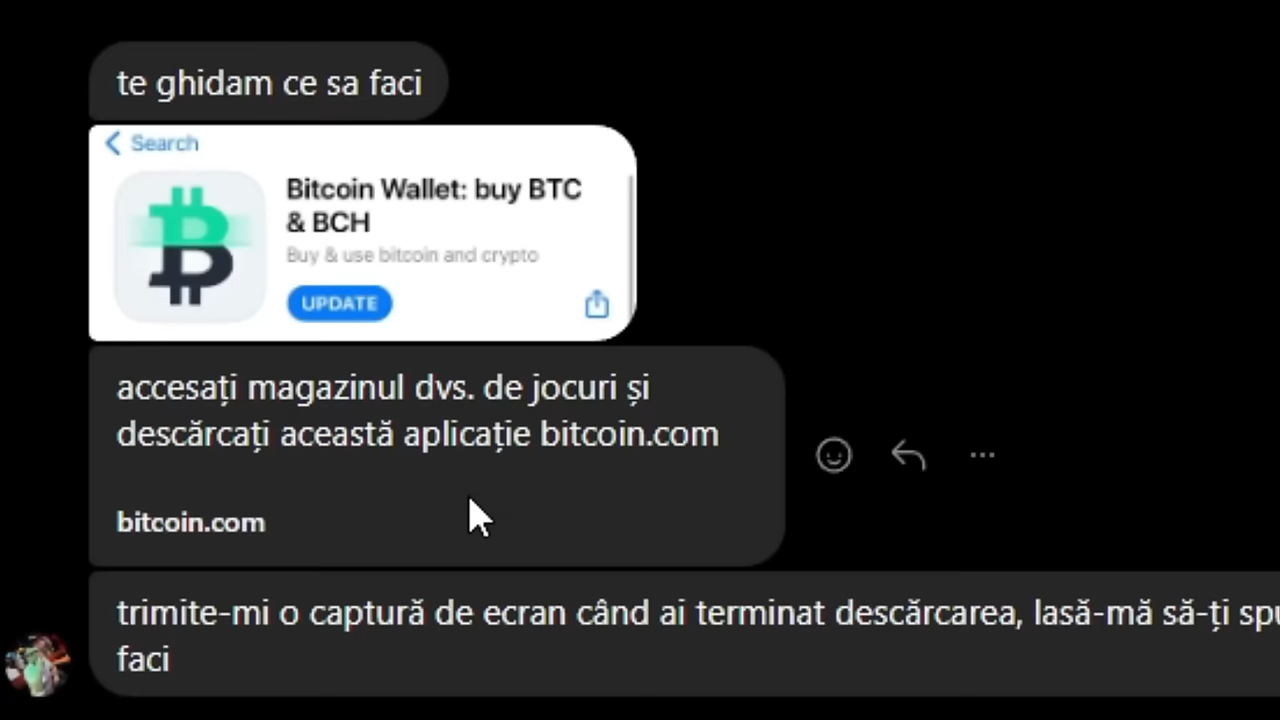 te ghidam ce sa faci
Search
Bitcoin Wallet: buy BTC
& BCH
Buy & use bitcoin and crypto
UPDATE
accesați magazinul dvs. de jocuri și
descărcați această aplicație bitcoin.com
bitcoin.com
trimite-mi o captură de ecran când ai terminat descărcarea, lasă-mă să-ți
faci